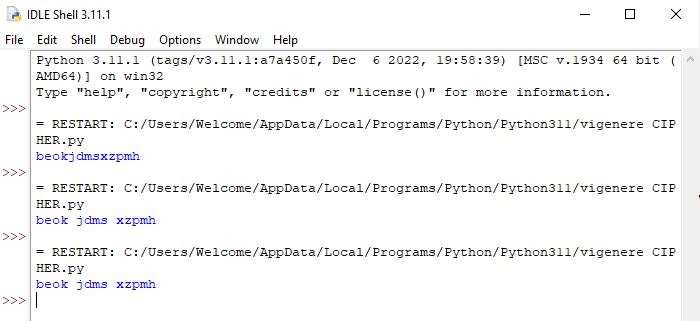 IDLE Shell 3.11.1
File Edit Shell Debug Options Window Help
Python 3.11.1 (tags/v3.11.1:a7a450f, Dec  6 2022, 19:58:39) [MSC v.1934 64 bit (
AMD64)] on win32
Type "help", "copyright", "credits" or "license()" for more information.
>>>
= RESTART: C:/Users/Welcome/AppData/Local/Programs/Python/Python311/vigenere CIP
HER.py
beokjdmsxzpmh
>>>
= RESTART: C:/Users/Welcome/AppData/Local/Programs/Python/Python311/vigenere CIP
HER.py
beok jdms xzpmh
>>>
= RESTART: C:/Users/Welcome/AppData/Local/Programs/Python/Python311/vigenere CIP
HER.py
beok jdms xzpmh
>>>